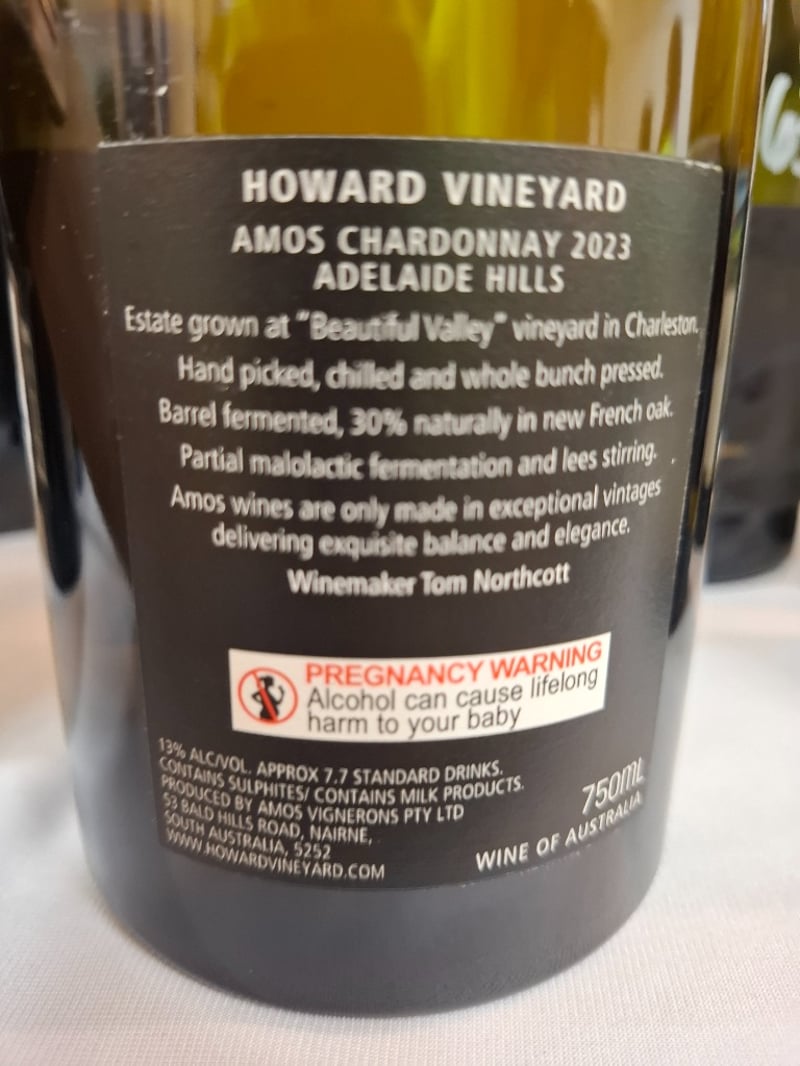 HOWARD VINEYARD
AMOS CHARDONNAY 2023
ADELAIDE HILLS
Estate grown at "Beautiful Valley" vineyard in Charleston.
Hand picked, chilled and whole bunch pressed.
Barrel fermented, 30% naturally in new French oak.
Partial malolactic fermentation and lees stirring.
Amos wines are only made in exceptional vintages
delivering exquisite balance and elegance.
Winemaker Tom Northcott
PREGNANCY WARNING
Alcohol can cause lifelong
harm to your baby
13% ALC/VOL. APPROX 7.7 STANDARD DRINKS.
CONTAINS SULPHITES/ CONTAINS MILK PRODUCTS.
PRODUCED BY AMOS VIGNERONS PTY LTD
53 BALD HILLS ROAD, NAIRNE,
SOUTH AUSTRALIA, 5252
WWW.HOWARDVINEYARD.COM
750mL
WINE OF AUSTRALIA